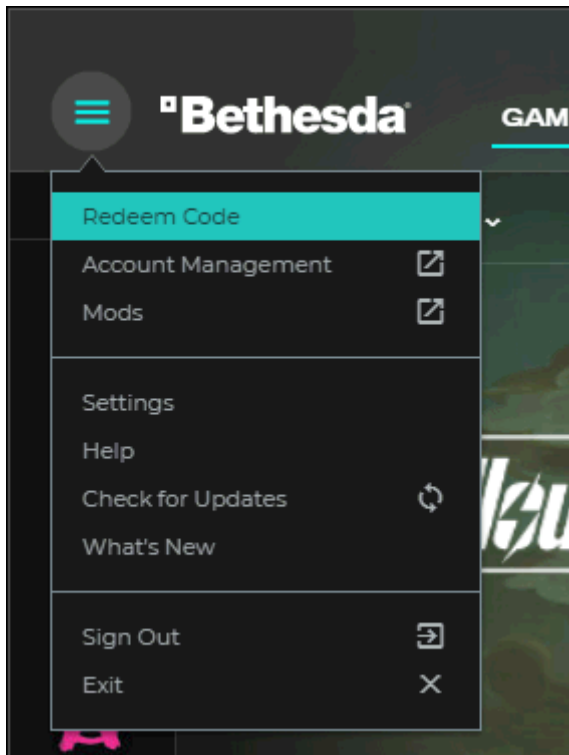 Bethesda
GAM
Redeem Code
Account Management
Mods
Settings
Help
Check for Updates
What's New
Sign Out
Exit